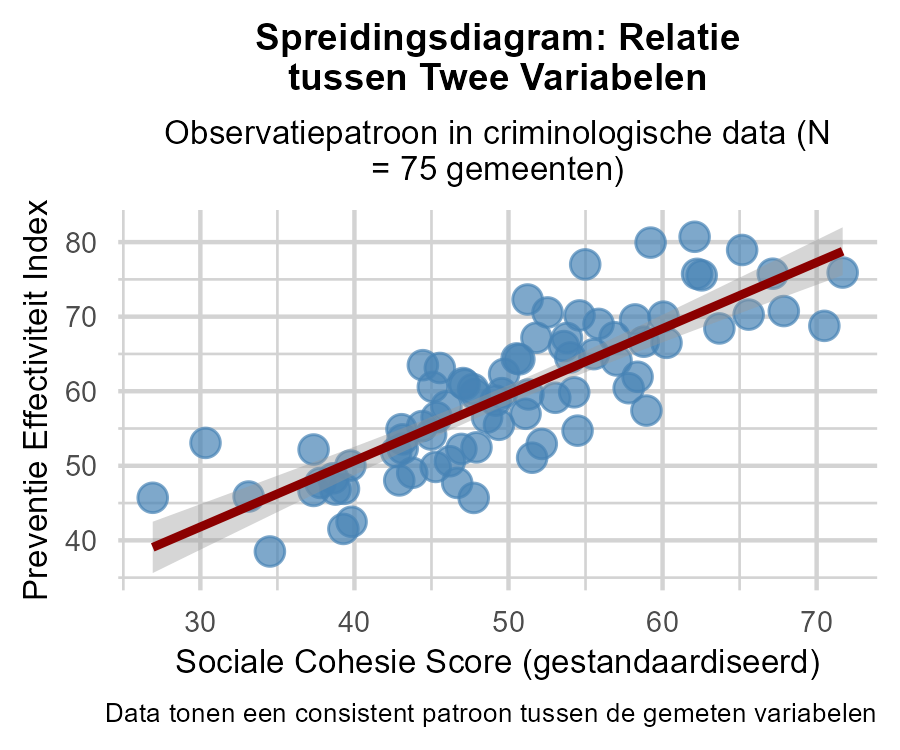 Spreidingsdiagram: Relatie
tussen Twee Variabelen
Observatiepatroon in criminologische data (N
= 75 gemeenten)
Preventie Effectiviteit Index
80
70
60
50
40
30 40 50 60 70
Sociale Cohesie Score (gestandaardiseerd)
Data tonen een consistent patroon tussen de gemeten variabelen